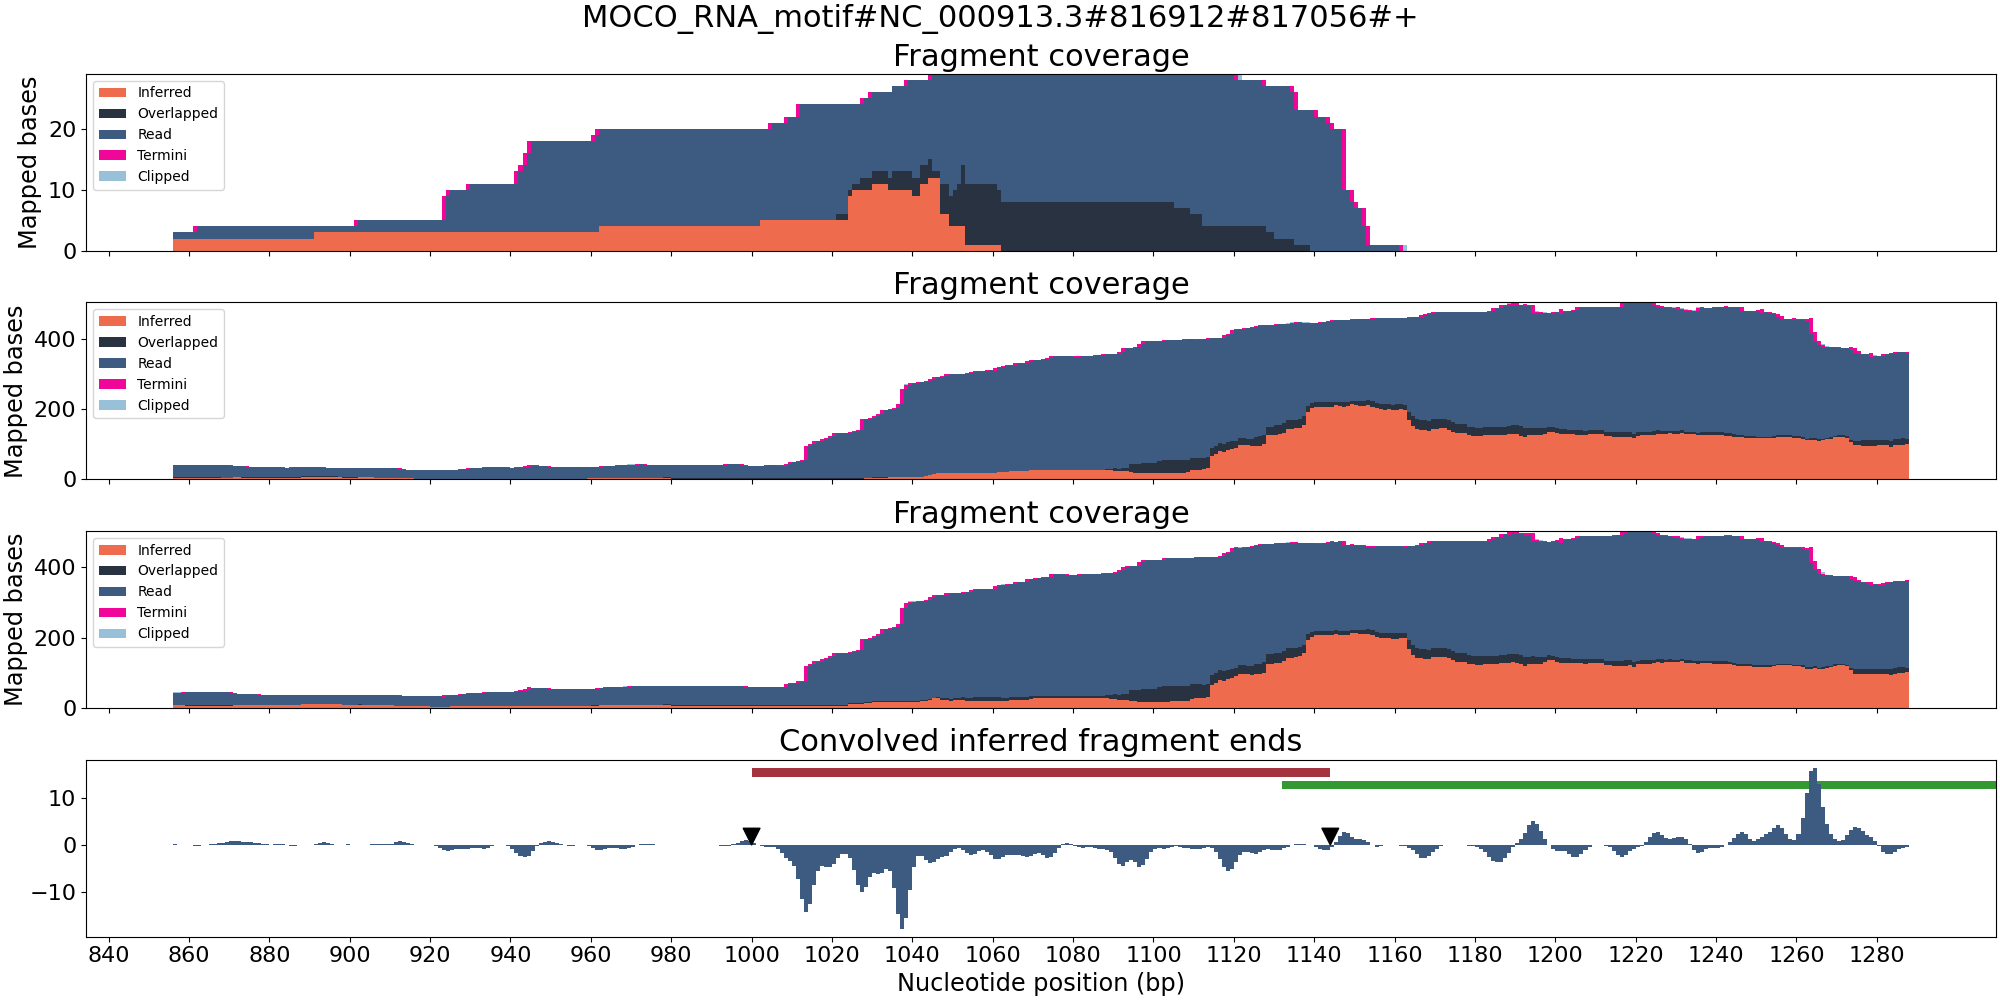 MOCO_RNA_motif#NC_000913.3#816912#817056#+
Fragment coverage
Mapped bases
20
10
0
Inferred
Overlapped
Read
Termini
Clipped
Fragment coverage
Mapped bases
400
200
0
Inferred
Overlapped
Read
Termini
Clipped
Fragment coverage
Mapped bases
400
200
0
Inferred
Overlapped
Read
Termini
Clipped
Convolved inferred fragment ends
10
0
−10
840 860 880 900 920 940 960 980 1000 1020 1040 1060 1080 1100 1120 1140 1160 1180 1200 1220 1240 1260 1280
Nucleotide position (bp)